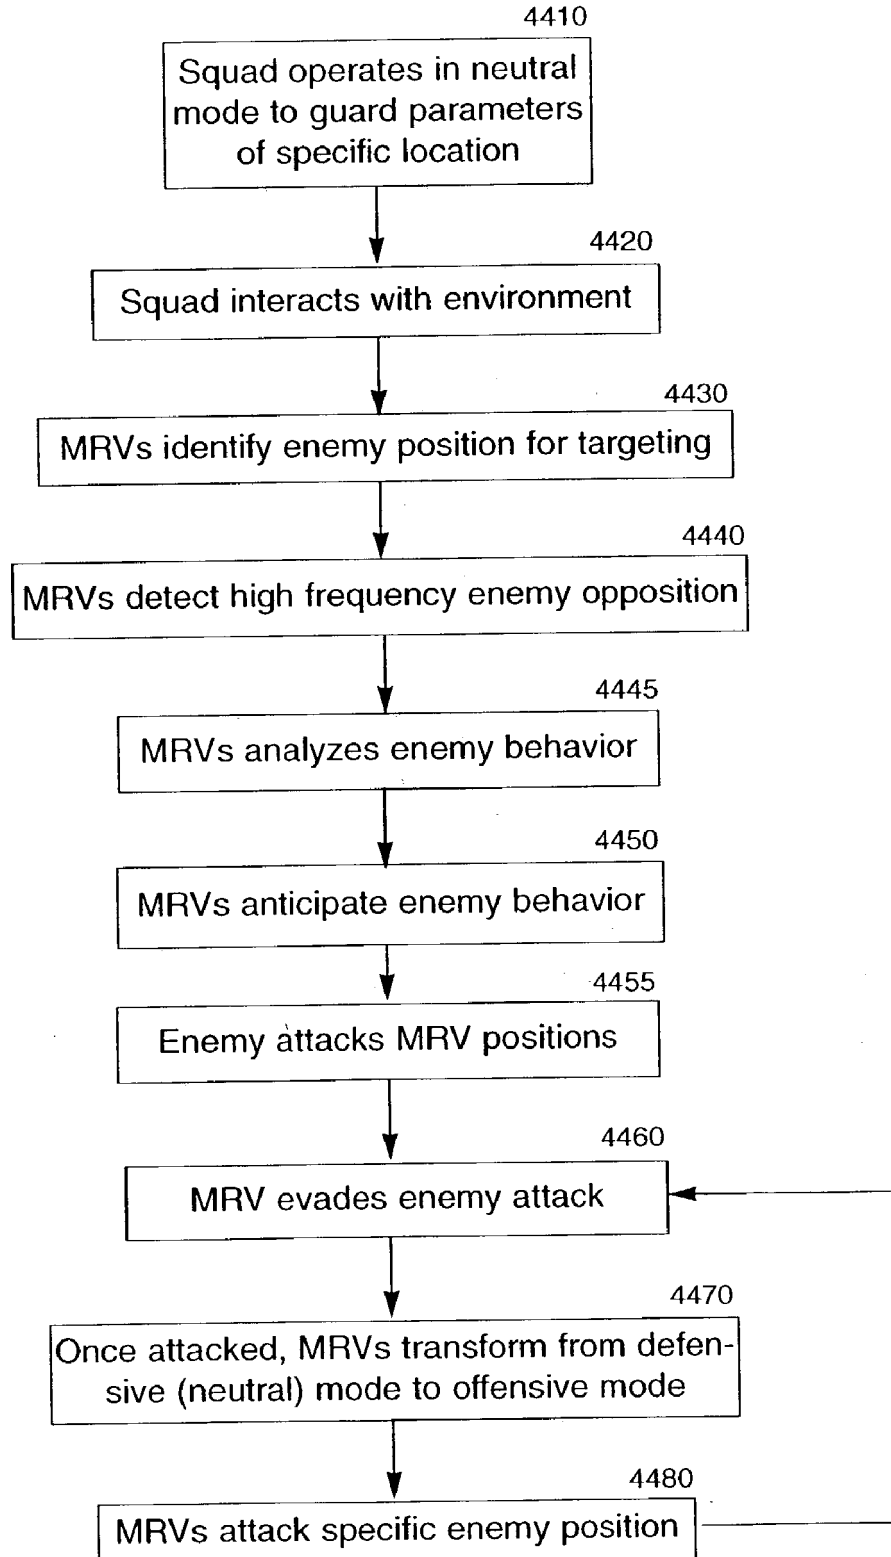 4410
Squad operates in neutral
mode to guard parameters
of specific location
4420
Squad interacts with environment
4430
MRVs identify enemy position for targeting
4440
MRVs detect high frequency enemy opposition
4445
MRVs analyzes enemy behavior
4450
MRVs anticipate enemy behavior
4455
Enemy attacks MRV positions
4460
MRV evades enemy attack
4470
Once attacked, MRVs transform from defen-
sive (neutral) mode to offensive mode
4480
MRVs attack specific enemy position